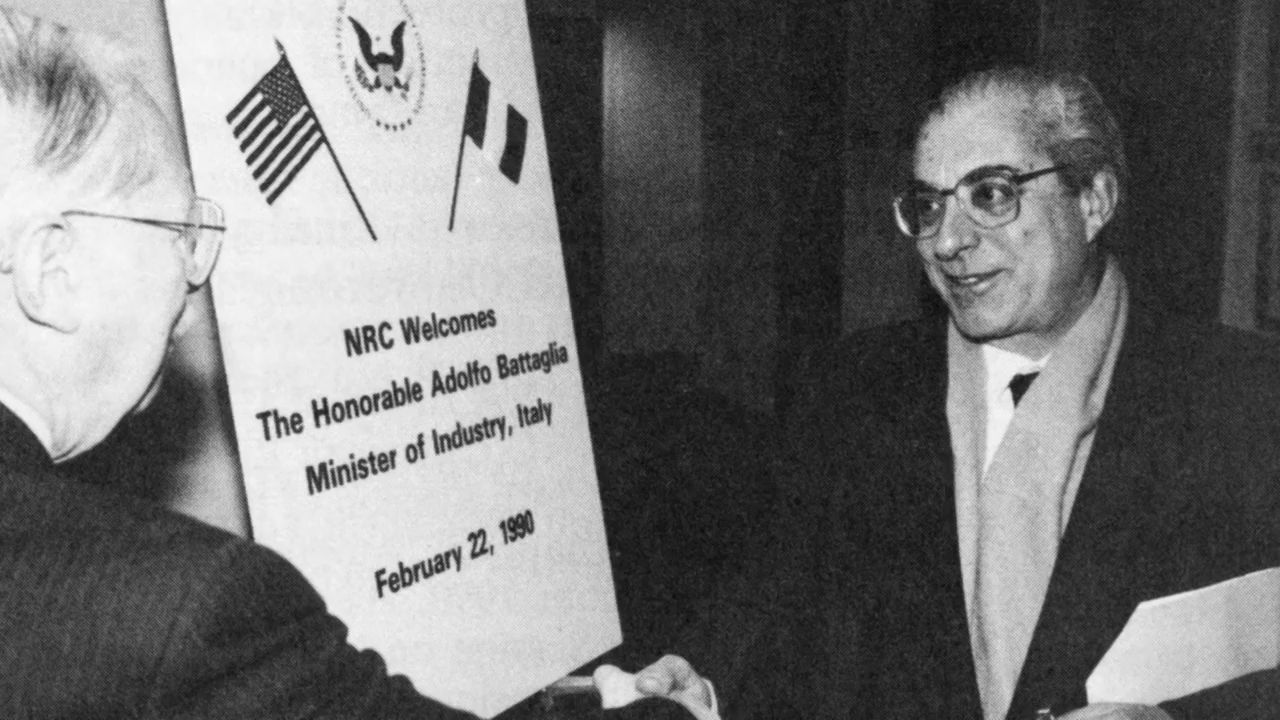 NRC Welcomes
The Honorable Adolfo Battaglia
Minister of Industry, Italy
February 22, 1990